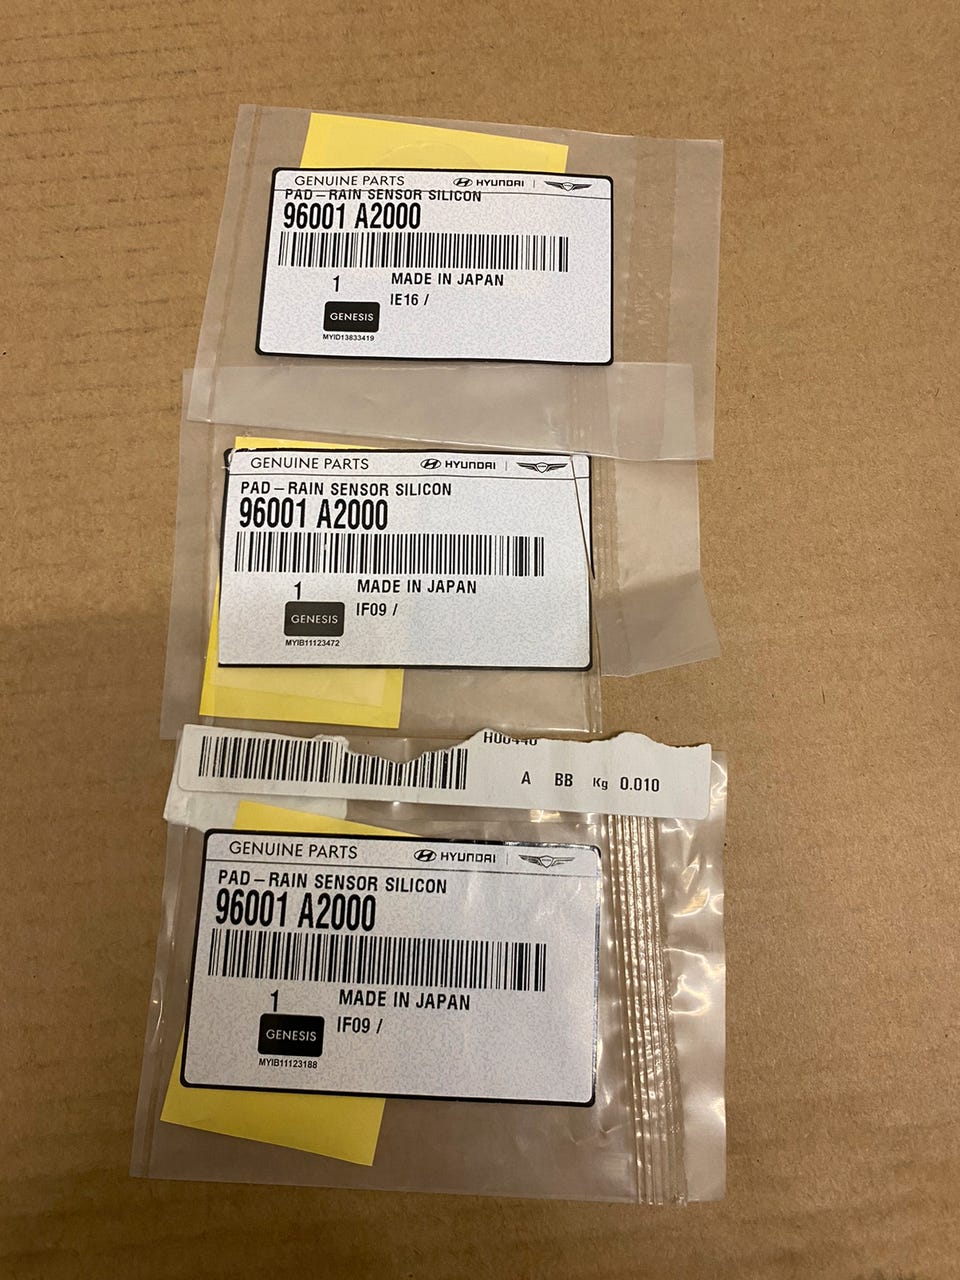 GENUINE PARTS HYUNDAI
PAD-RAIN SENSOR SILICON
96001 A2000
1 MADE IN JAPAN
IE16 /
GENESIS
MYID13833419
GENUINE PARTS HYUNDAI
PAD-RAIN SENSOR SILICON
96001 A2000
1 MADE IN JAPAN
IF09 /
GENESIS
MYIB11123472
A BB Kg 0.010
GENUINE PARTS HYUNDAI
PAD-RAIN SENSOR SILICON
96001 A2000
1 MADE IN JAPAN
IF09 /
GENESIS
MYIB11123188